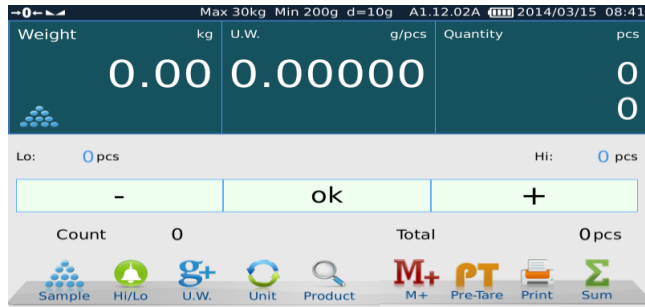 →0← Max 30kg Min 200g d=10g A1.12.02A 2014/03/15 08:41
Weight kg U.W. g/pcs Quantity pcs
0.00 0.00000 0
0
Lo: 0 pcs Hi: 0 pcs
- ok +
Count 0 Total 0 pcs
g+ M+ PT Σ
Sample Hi/Lo U.W. Unit Product M+ Pre-Tare Print Sum